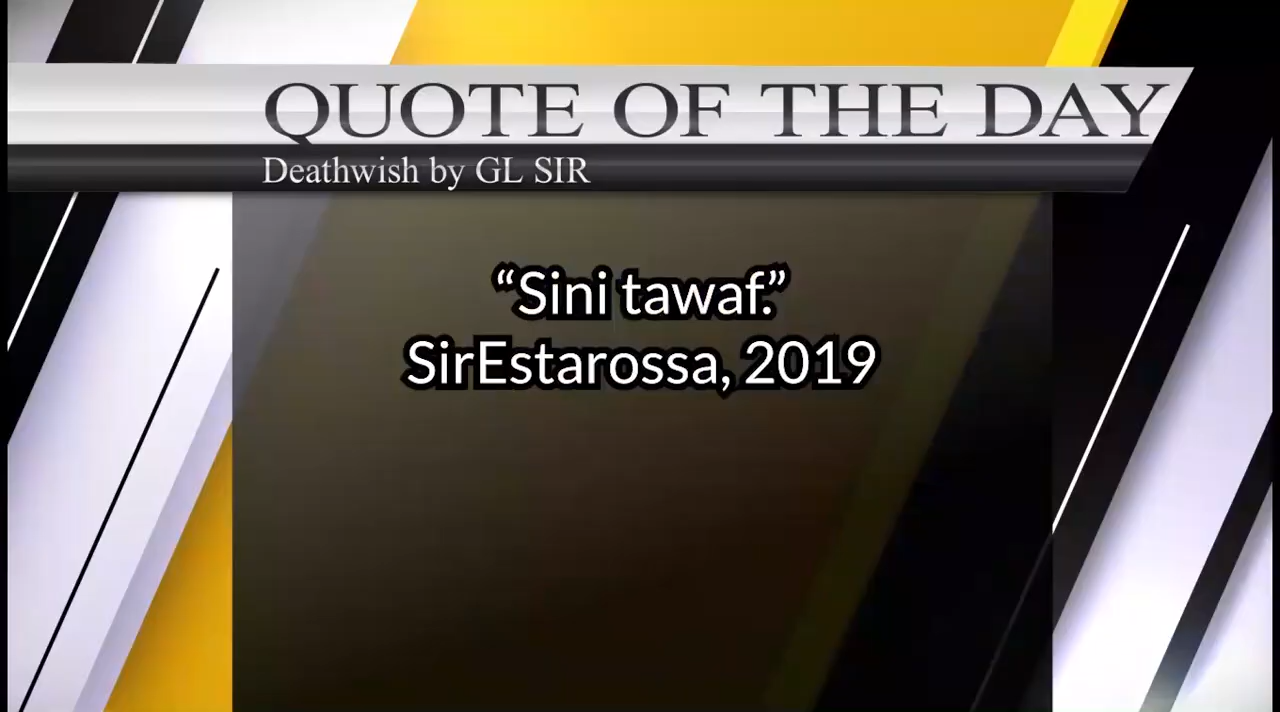 QUOTE OF THE DAY
Deathwish by GL SIR
“Sini tawaf.”
SirEstarossa, 2019